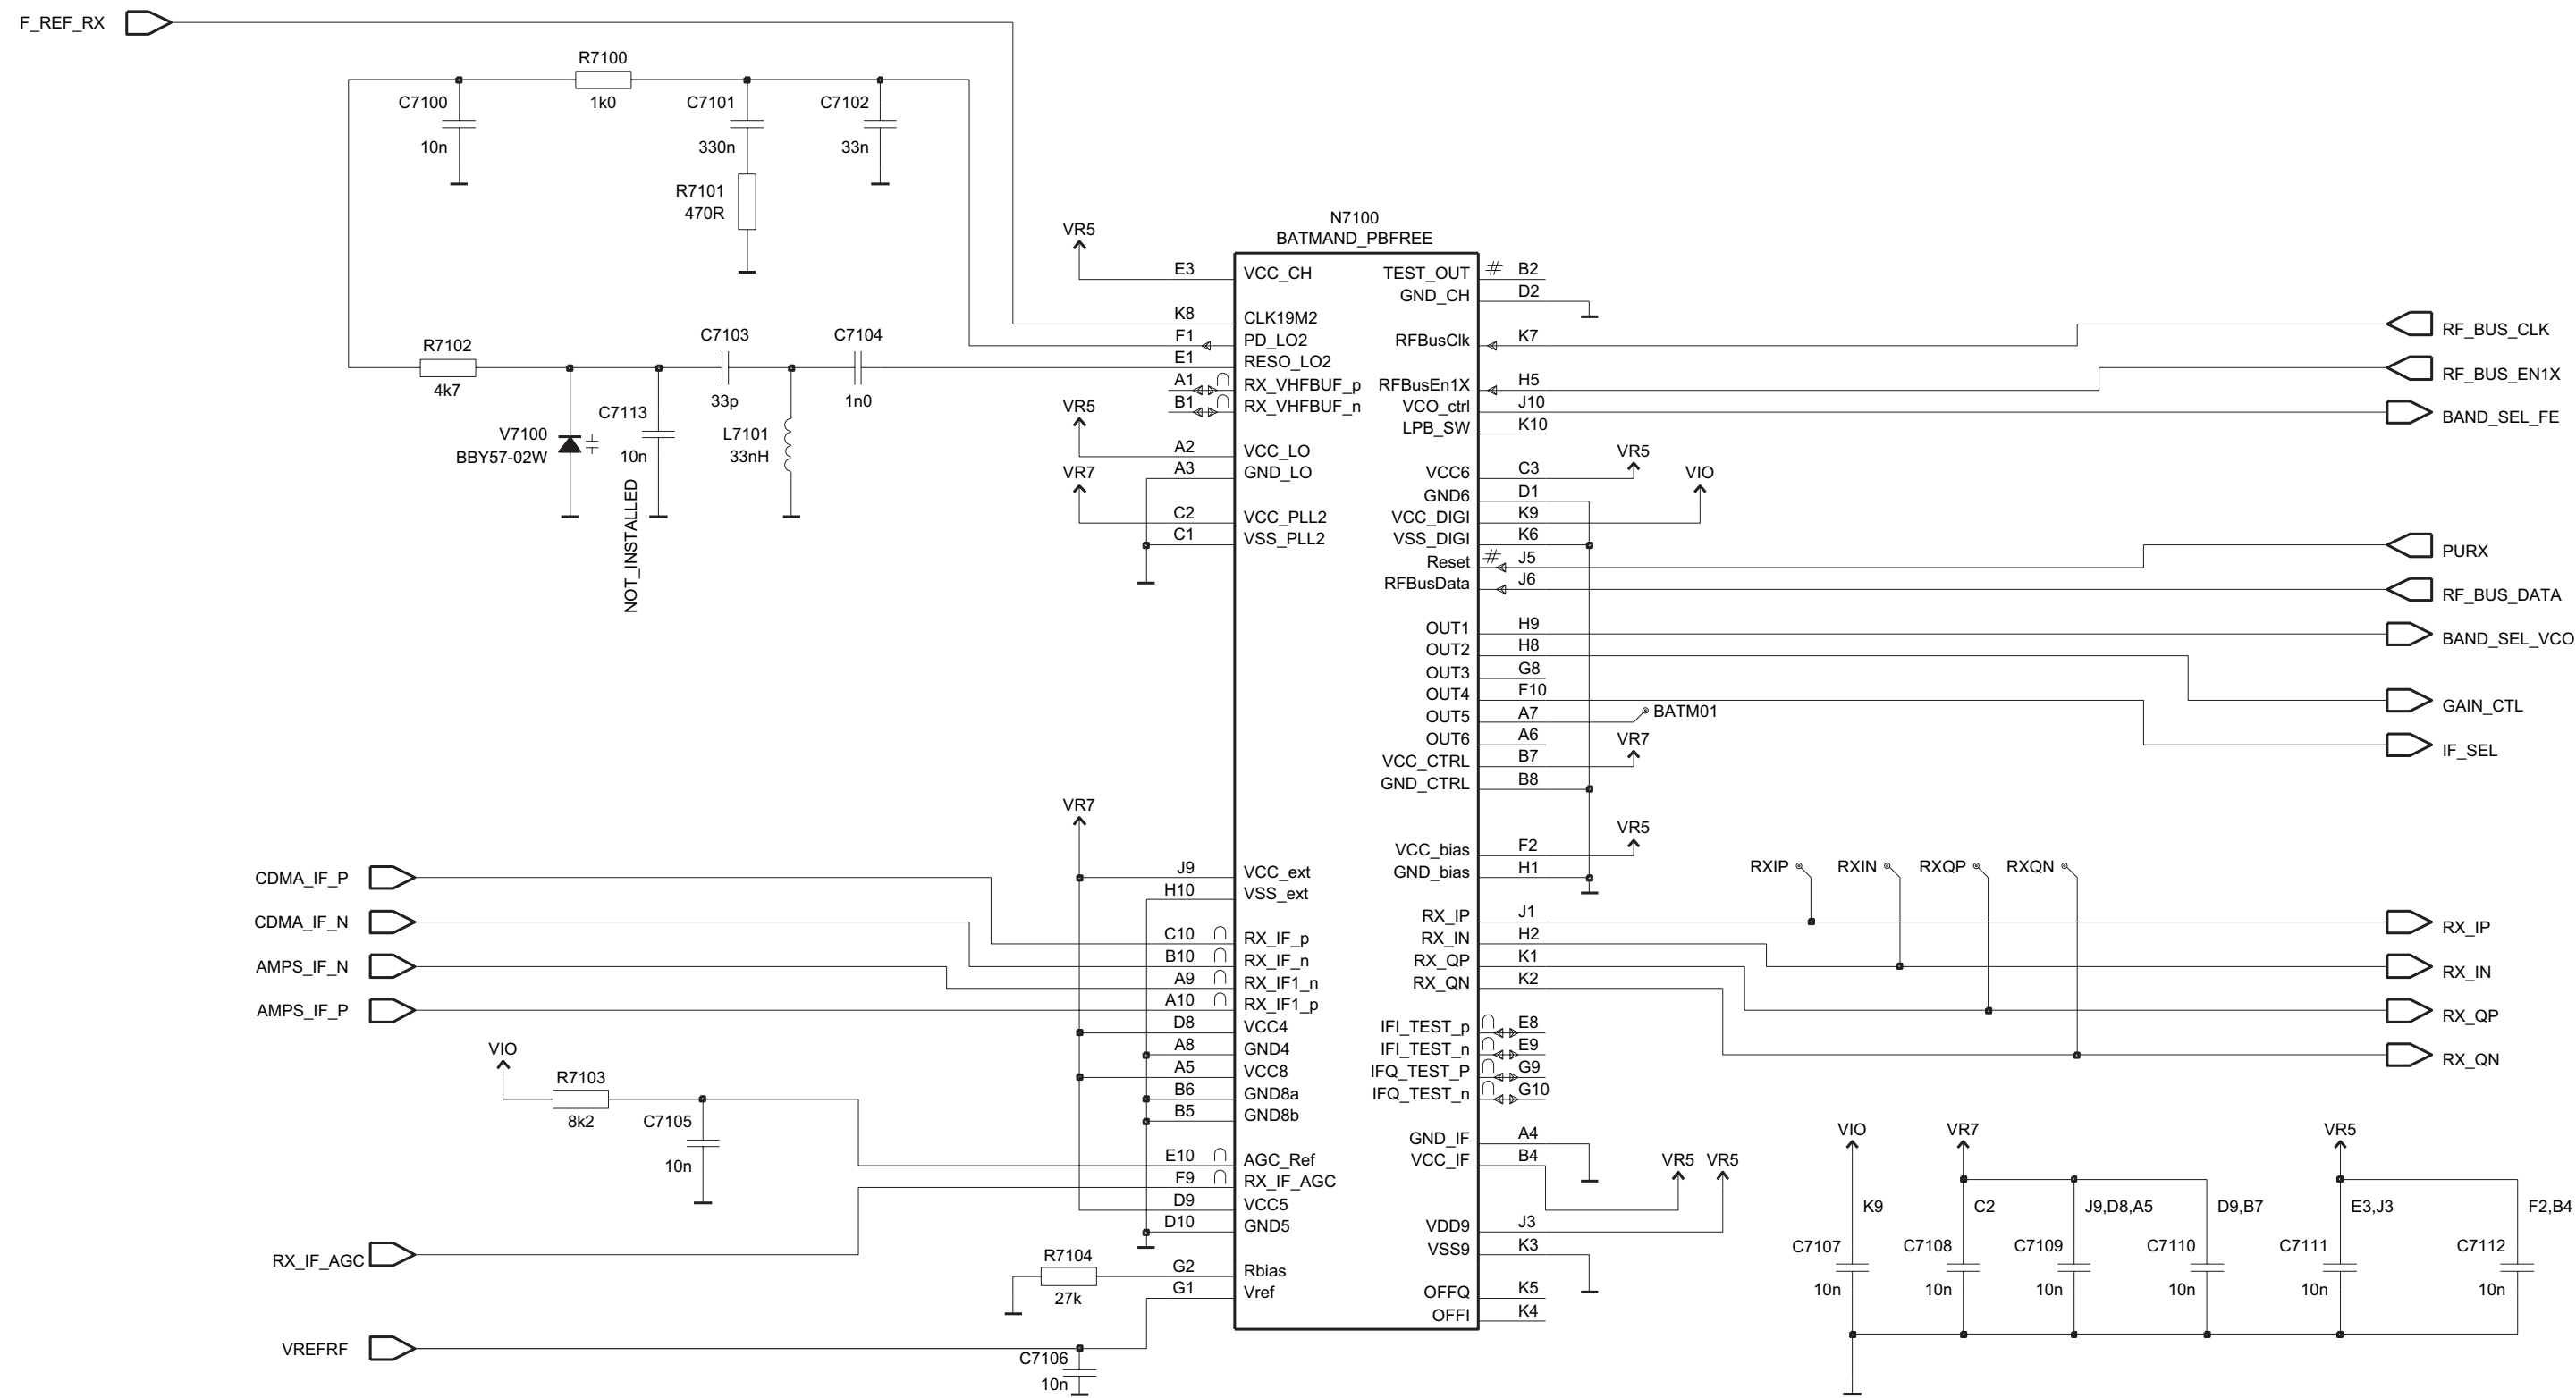 F_REF_RX
R7100
1k0
C7100
10n
C7101
330n
C7102
33n
R7101
470R
R7102
4k7
C7103
33p
C7104
1n0
V7100
BBY57-02W
C7113
10n
NOT_INSTALLED
L7101
33nH
N7100
BATMAND_PBFREE
VR5
E3 VCC_CH
K8 CLK19M2
F1 PD_LO2
E1 RESO_LO2
A1 RX_VHFBUF_p
B1 RX_VHFBUF_n
VR5
A2 VCC_LO
A3 GND_LO
VR7
C2 VCC_PLL2
C1 VSS_PLL2
VR7
J9 VCC_ext
H10 VSS_ext
C10 RX_IF_p
B10 RX_IF_n
A9 RX_IF1_n
A10 RX_IF1_p
D8 VCC4
A8 GND4
A5 VCC8
B6 GND8a
B5 GND8b
E10 AGC_Ref
F9 RX_IF_AGC
D9 VCC5
D10 GND5
G2 Rbias
G1 Vref
CDMA_IF_P
CDMA_IF_N
AMPS_IF_N
AMPS_IF_P
VIO
R7103
8k2
C7105
10n
RX_IF_AGC
R7104
27k
VREFRF
C7106
10n
TEST_OUT # B2
GND_CH D2
RFBusClk K7
RFBusEn1X H5
VCO_ctrl J10
LPB_SW K10
VCC6 C3
VR5
GND6 D1
VCC_DIGI K9
VIO
VSS_DIGI K6
Reset # J5
RFBusData J6
OUT1 H9
OUT2 H8
OUT3 G8
OUT4 F10
OUT5 A7
BATM01
OUT6 A6
VCC_CTRL B7
VR7
GND_CTRL B8
VCC_bias F2
VR5
GND_bias H1
RX_IP J1
RX_IN H2
RX_QP K1
RX_QN K2
IFI_TEST_p E8
IFI_TEST_n E9
IFQ_TEST_P G9
IFQ_TEST_n G10
GND_IF A4
VCC_IF B4
VR5 VR5
VDD9 J3
VSS9 K3
OFFQ K5
OFFI K4
RF_BUS_CLK
RF_BUS_EN1X
BAND_SEL_FE
PURX
RF_BUS_DATA
BAND_SEL_VCO
GAIN_CTL
IF_SEL
RXIP RXIN RXQP RXQN
RX_IP
RX_IN
RX_QP
RX_QN
VIO VR7 VR5
K9 C2 J9,D8,A5 D9,B7 E3,J3 F2,B4
C7107 C7108 C7109 C7110 C7111 C7112
10n 10n 10n 10n 10n 10n